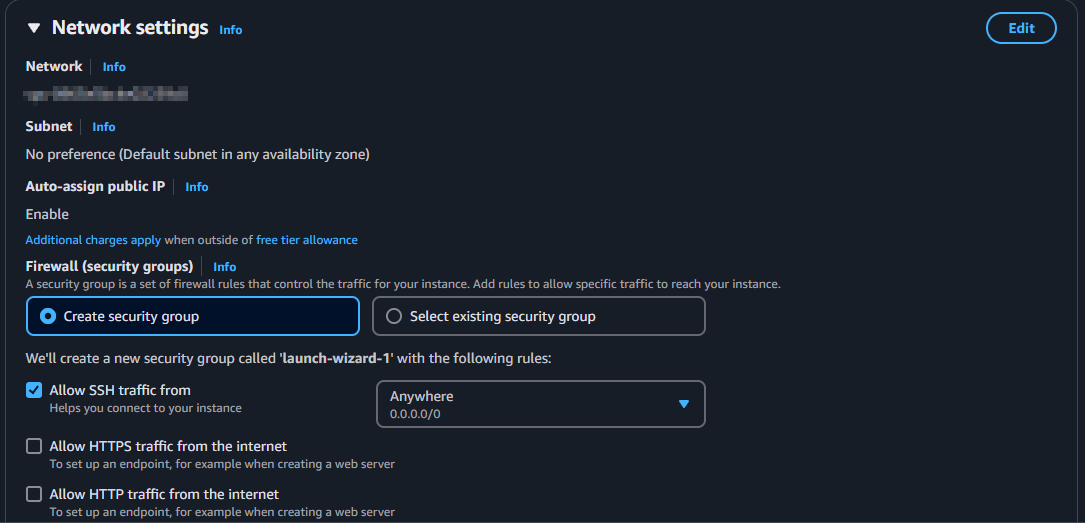 Network settings Info Edit
Network Info
Subnet Info
No preference (Default subnet in any availability zone)
Auto-assign public IP Info
Enable
Additional charges apply when outside of free tier allowance
Firewall (security groups) Info
A security group is a set of firewall rules that control the traffic for your instance. Add rules to allow specific traffic to reach your instance.
Create security group Select existing security group
We'll create a new security group called 'launch-wizard-1' with the following rules:
Allow SSH traffic from
Helps you connect to your instance
Anywhere
0.0.0.0/0
Allow HTTPS traffic from the internet
To set up an endpoint, for example when creating a web server
Allow HTTP traffic from the internet
To set up an endpoint, for example when creating a web server